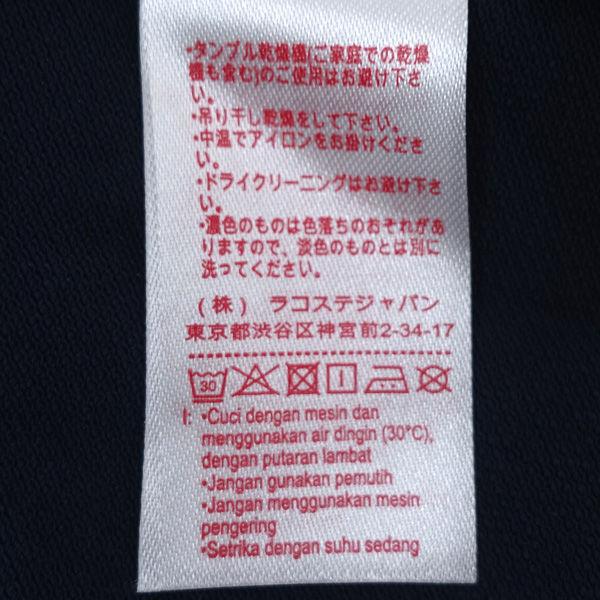 ・タンブル乾燥機(ご家庭での乾燥
機も含む)のご使用はお避け下さ
い。
・吊り干し乾燥をして下さい。
・中温でアイロンをお掛けくださ
い。
・ドライクリーニングはお避け下さ
い。
・濃色のものは色落ちのおそれがあ
りますので、淡色のものとは別に
洗ってください。
(株) ラコステジャパン
東京都渋谷区神宮前2-34-17
30
I: •Cuci dengan mesin dan
menggunakan air dingin (30°C),
dengan putaran lambat
•Jangan gunakan pemutih
•Jangan menggunakan mesin
pengering
•Setrika dengan suhu sedang